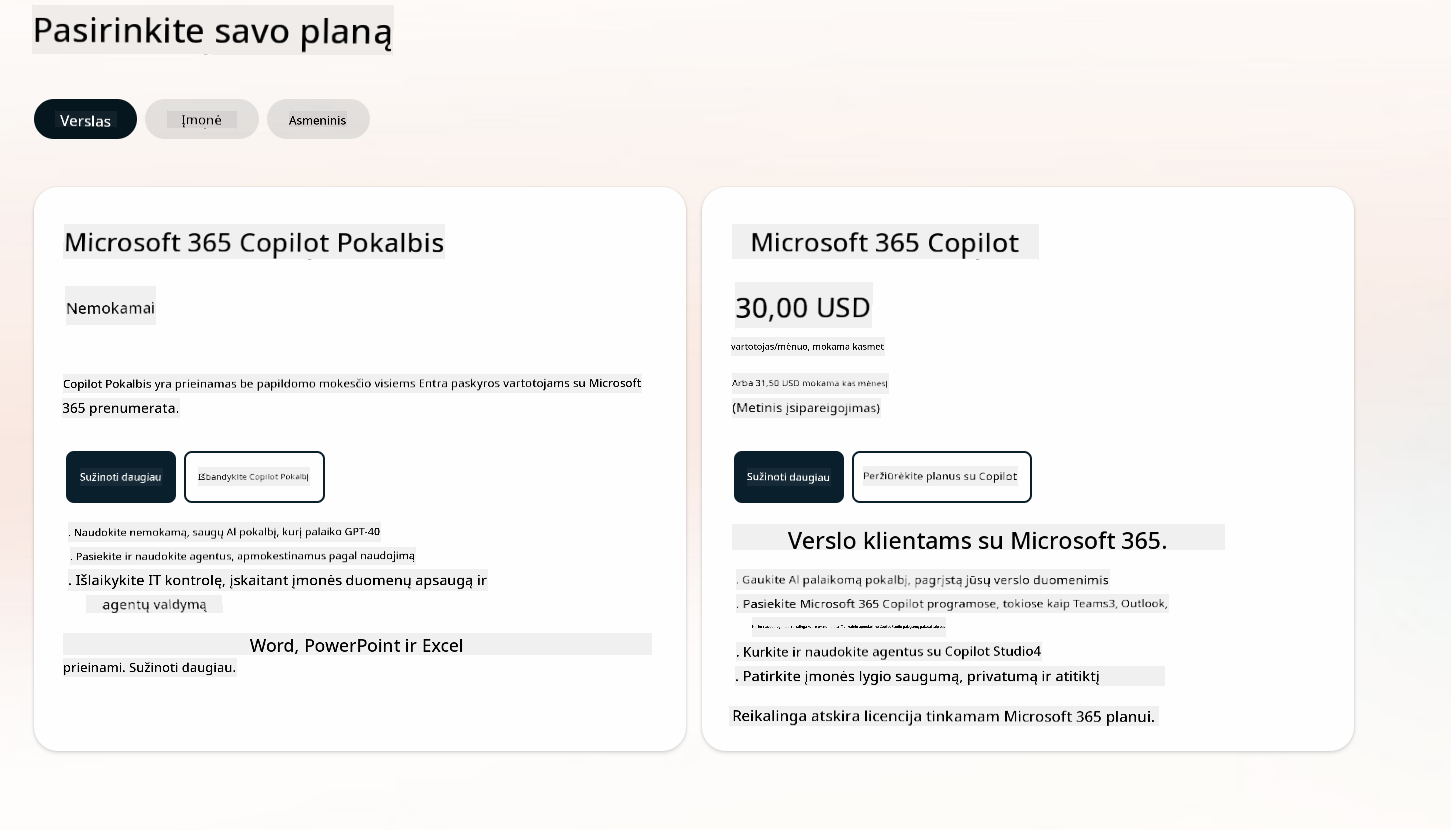 Pasirinkite savo planą
Verslas
Įmonė
Asmeninis
Microsoft 365 Copilot Pokalbis
Nemokamai
Copilot Pokalbis yra prieinamas be papildomo mokesčio visiems Entra paskyros vartotojams su Microsoft
365 prenumerata.
Sužinoti daugiau
Išbandykite Copilot Pokalbį
. Naudokite nemokamą, saugų AI pokalbį, kurį palaiko GPT-40
. Pasiekite ir naudokite agentus, apmokestinamus pagal naudojimą
. Išlaikykite IT kontrolę, įskaitant įmonės duomenų apsaugą ir
agentų valdymą
Word, PowerPoint ir Excel
prieinami. Sužinoti daugiau.
Microsoft 365 Copilot
30,00 USD
vartotojas/mėnuo, mokama kasmet
Arba 31,50 USD mokama kas mėnesį
(Metinis įsipareigojimas)
Sužinoti daugiau
Peržiūrėkite planus su Copilot
Verslo klientams su Microsoft 365.
. Gaukite AI palaikomą pokalbį, pagrįstą jūsų verslo duomenimis
. Pasiekite Microsoft 365 Copilot programose, tokiose kaip Teams3, Outlook,
. Kurkite ir naudokite agentus su Copilot Studio4
. Patirkite įmonės lygio saugumą, privatumą ir atitiktį
Reikalinga atskira licencija tinkamam Microsoft 365 planui.